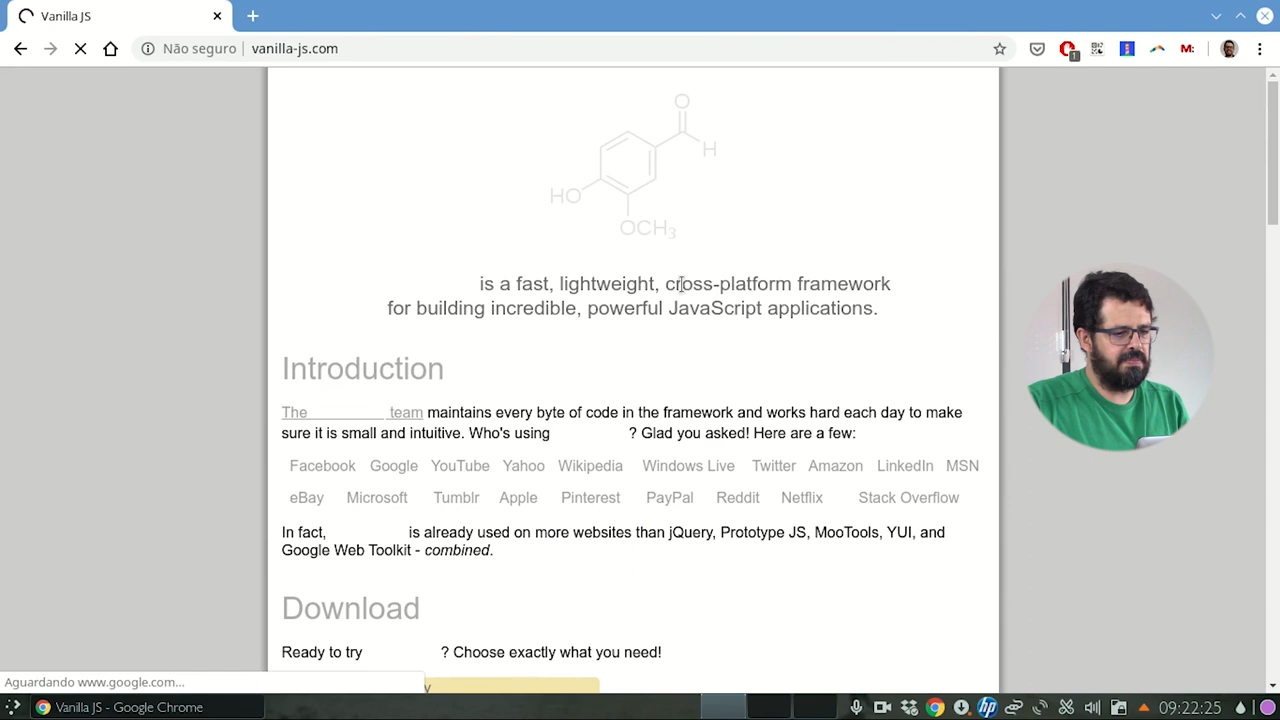 Vanilla JS
Não seguro
vanilla-js.com
1
M:
O
H
HO
OCH3
is a fast, lightweight, cross-platform framework
for building incredible, powerful JavaScript applications.
Introduction
The team maintains every byte of code in the framework and works hard each day to make
sure it is small and intuitive. Who's using ? Glad you asked! Here are a few:
Facebook Google YouTube Yahoo Wikipedia Windows Live Twitter Amazon LinkedIn MSN
eBay Microsoft Tumblr Apple Pinterest PayPal Reddit Netflix Stack Overflow
In fact, is already used on more websites than jQuery, Prototype JS, MooTools, YUI, and
Google Web Toolkit - combined.
Download
Ready to try ? Choose exactly what you need!
Aguardando www.google.com...
y
Vanilla JS - Google Chrome
hp
09:22:25